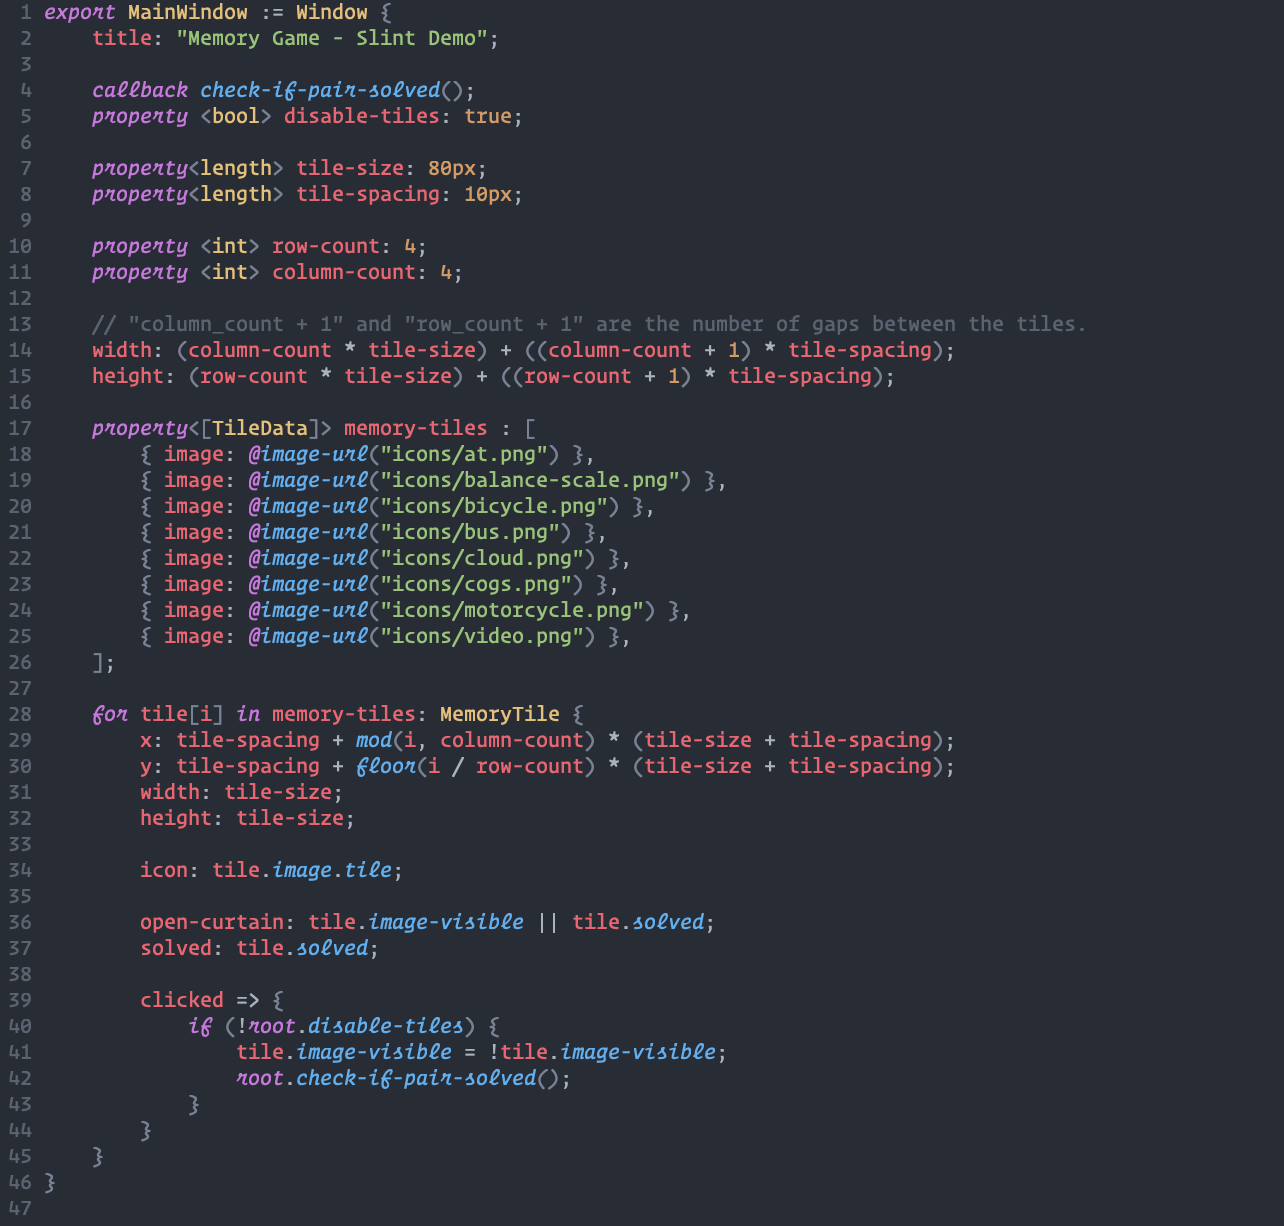 1 export MainWindow := Window {
2     title: "Memory Game - Slint Demo";
3
4     callback check-if-pair-solved();
5     property <bool> disable-tiles: true;
6
7     property<length> tile-size: 80px;
8     property<length> tile-spacing: 10px;
9
10     property <int> row-count: 4;
11     property <int> column-count: 4;
12
13     // "column_count + 1" and "row_count + 1" are the number of gaps between the tiles.
14     width: (column-count * tile-size) + ((column-count + 1) * tile-spacing);
15     height: (row-count * tile-size) + ((row-count + 1) * tile-spacing);
16
17     property<[TileData]> memory-tiles : [
18         { image: @image-url("icons/at.png") },
19         { image: @image-url("icons/balance-scale.png") },
20         { image: @image-url("icons/bicycle.png") },
21         { image: @image-url("icons/bus.png") },
22         { image: @image-url("icons/cloud.png") },
23         { image: @image-url("icons/cogs.png") },
24         { image: @image-url("icons/motorcycle.png") },
25         { image: @image-url("icons/video.png") },
26     ];
27
28     for tile[i] in memory-tiles: MemoryTile {
29         x: tile-spacing + mod(i, column-count) * (tile-size + tile-spacing);
30         y: tile-spacing + floor(i / row-count) * (tile-size + tile-spacing);
31         width: tile-size;
32         height: tile-size;
33
34         icon: tile.image.tile;
35
36         open-curtain: tile.image-visible || tile.solved;
37         solved: tile.solved;
38
39         clicked => {
40             if (!root.disable-tiles) {
41                 tile.image-visible = !tile.image-visible;
42                 root.check-if-pair-solved();
43             }
44         }
45     }
46 }
47